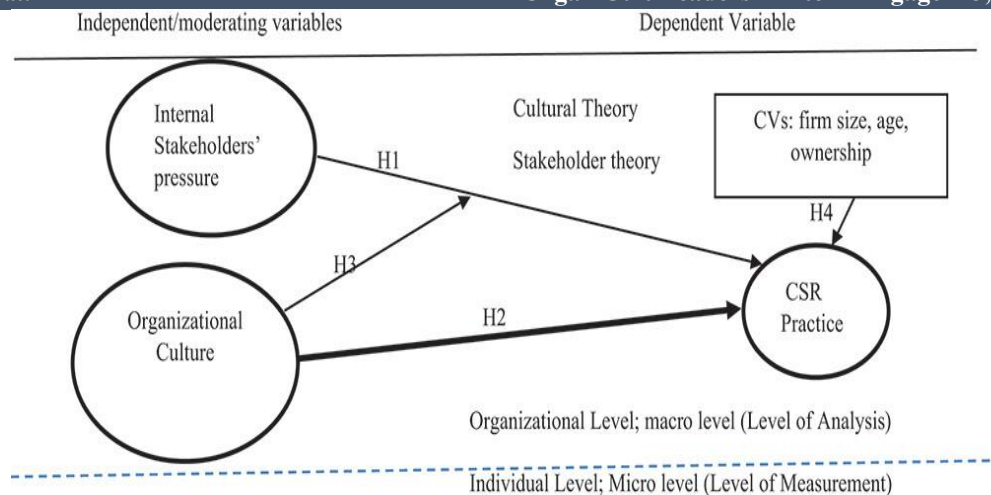 Independent/moderating variables
Dependent Variable
Internal
Stakeholders'
pressure
Cultural Theory
Stakeholder theory
CVs: firm size, age,
ownership
H1
H4
H3
Organizational
Culture
H2
CSR
Practice
Organizational Level; macro level (Level of Analysis)
Individual Level; Micro level (Level of Measurement)